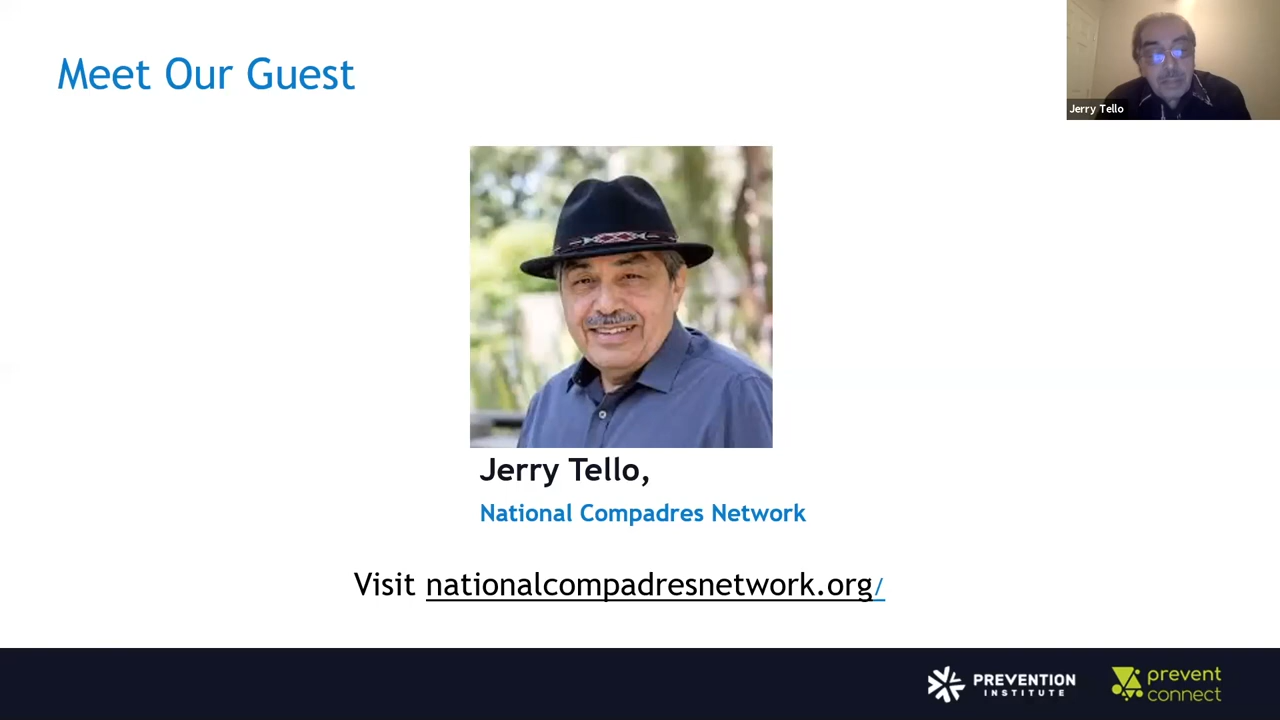 Meet Our Guest
Jerry Tello
Jerry Tello,
National Compadres Network
Visit nationalcompadresnetwork.org/
PREVENTION
INSTITUTE
prevent
connect